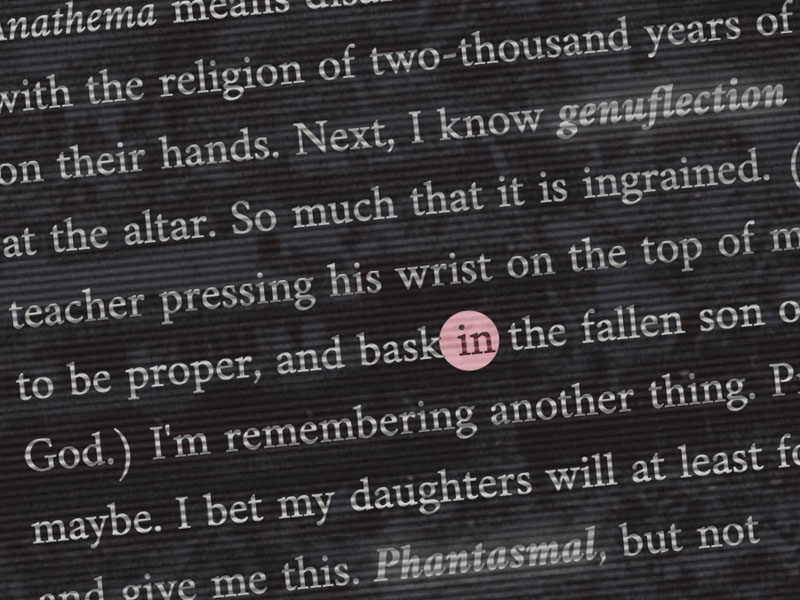 Anathema means
with the religion of two-thousand years of
on their hands. Next, I know genuflection
at the altar. So much that it is ingrained. (
teacher pressing his wrist on the top of
to be proper, and bask in the fallen son
God.) I'm remembering another thing.
maybe. I bet my daughters will at least
and give me this. Phantasmal, but not